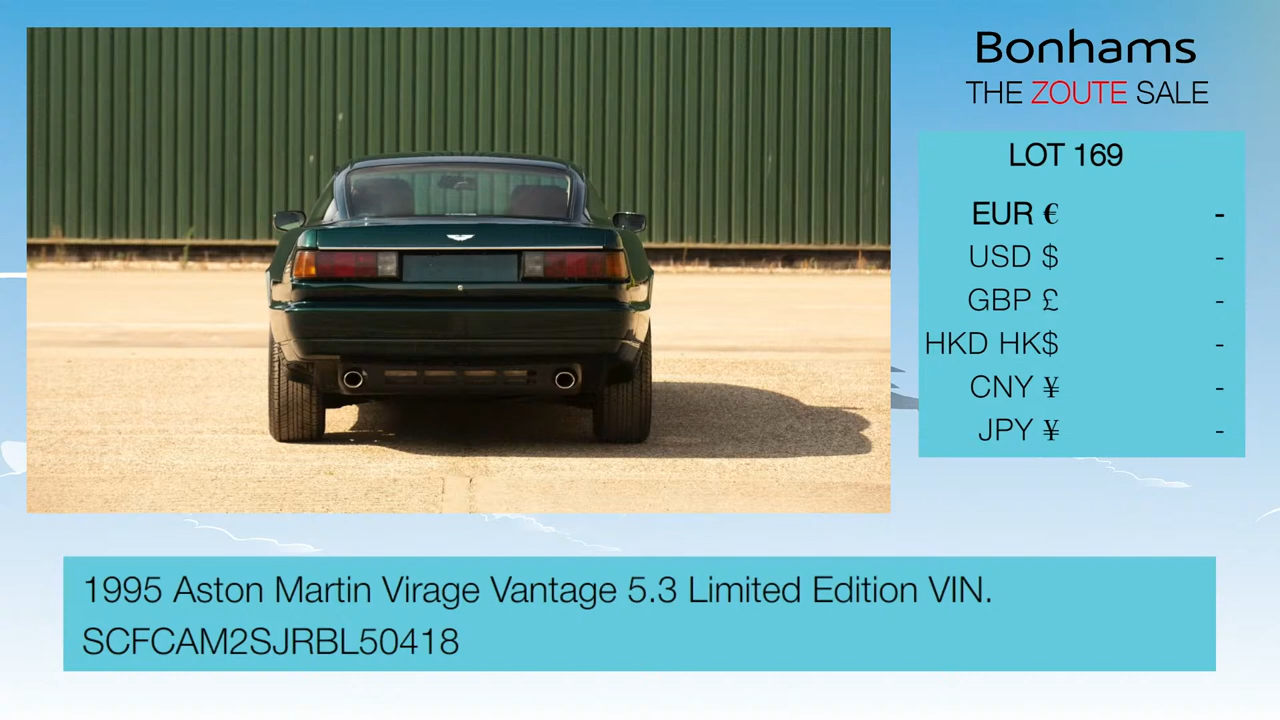 Bonhams
THE ZOUTE SALE
LOT 169
EUR € -
USD $ -
GBP £ -
HKD HK$ -
CNY ¥ -
JPY ¥ -
1995 Aston Martin Virage Vantage 5.3 Limited Edition VIN.
SCFCAM2SJRBL50418